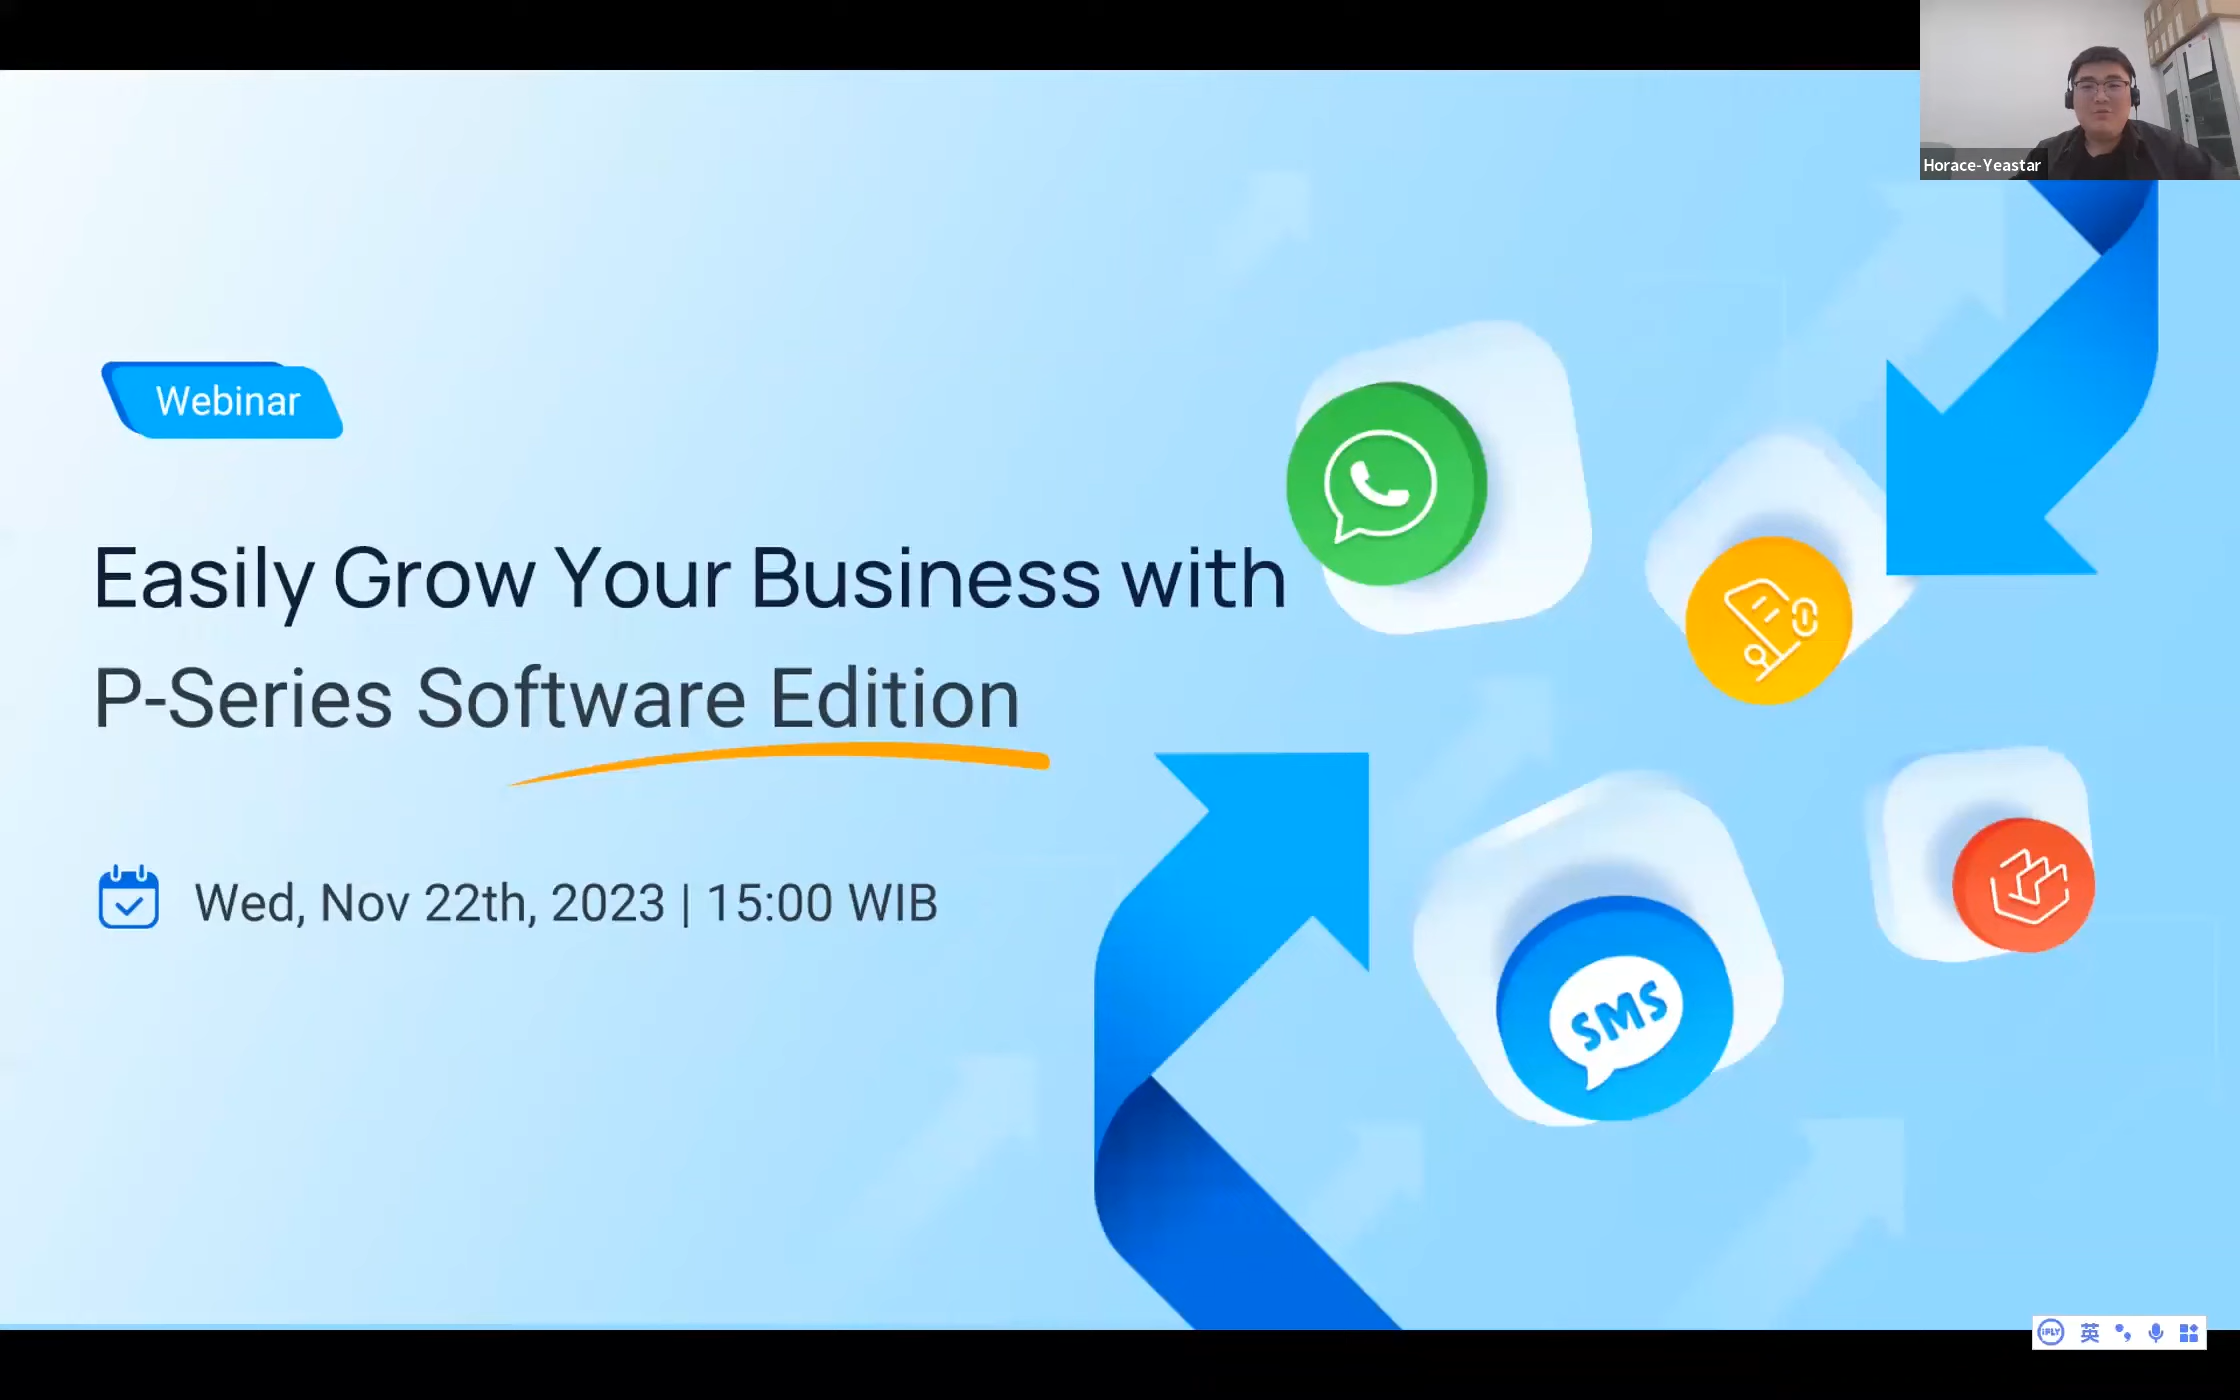 Horace-Yeastar
Webinar
Easily Grow Your Business with
P-Series Software Edition
Wed, Nov 22th, 2023 | 15:00 WIB
SMS
iFLY 英